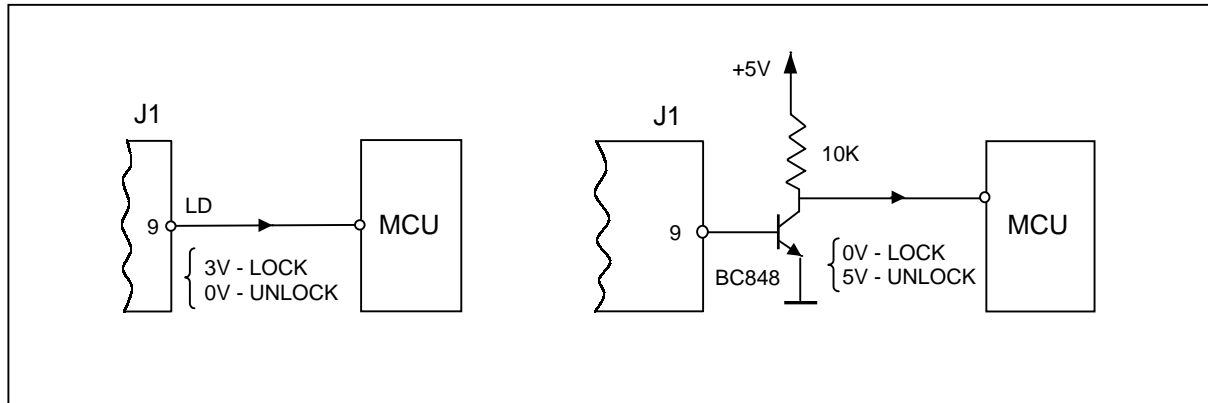 J1
9
LD
3V - LOCK
0V - UNLOCK
MCU
+5V
J1
10K
9
BC848
0V - LOCK
5V - UNLOCK
MCU